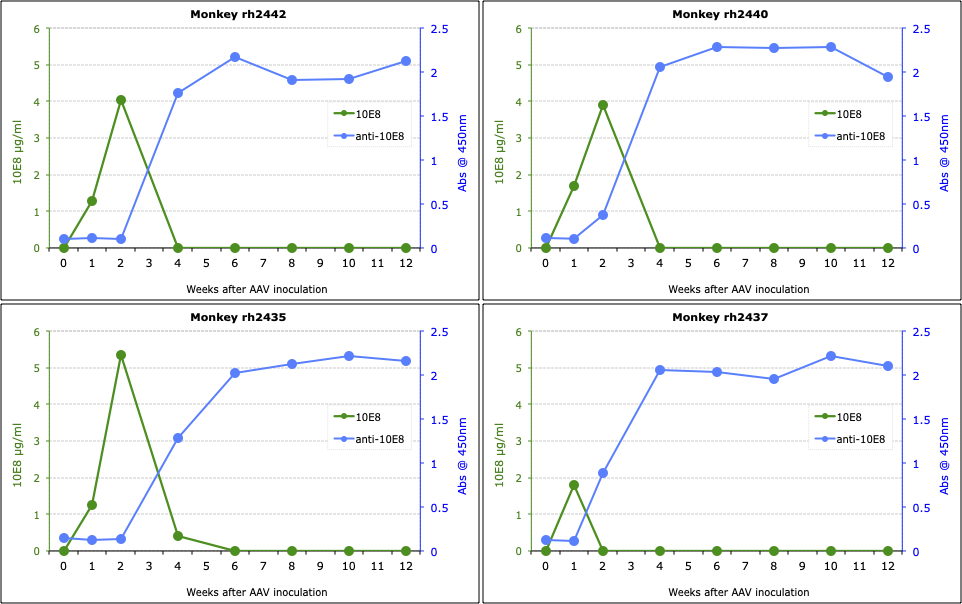 Monkey rh2442
6
5
4
3
2
1
0
10E8 µg/ml
2.5
2
1.5
1
0.5
0
Abs @ 450nm
10E8
anti-10E8
0 1 2 3 4 5 6 7 8 9 10 11 12
Weeks after AAV inoculation
Monkey rh2440
6
5
4
3
2
1
0
10E8 µg/ml
2.5
2
1.5
1
0.5
0
Abs @ 450nm
10E8
anti-10E8
0 1 2 3 4 5 6 7 8 9 10 11 12
Weeks after AAV inoculation
Monkey rh2435
6
5
4
3
2
1
0
10E8 µg/ml
2.5
2
1.5
1
0.5
0
Abs @ 450nm
10E8
anti-10E8
0 1 2 3 4 5 6 7 8 9 10 11 12
Weeks after AAV inoculation
Monkey rh2437
6
5
4
3
2
1
0
10E8 µg/ml
2.5
2
1.5
1
0.5
0
Abs @ 450nm
10E8
anti-10E8
0 1 2 3 4 5 6 7 8 9 10 11 12
Weeks after AAV inoculation